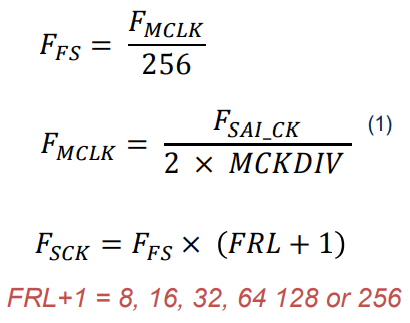 F_FS = F_MCLK / 256
F_MCLK = F_SAI_CK / 2 × MCKDIV (1)
F_SCK = F_FS × (FRL + 1)
FRL+1 = 8, 16, 32, 64 128 or 256